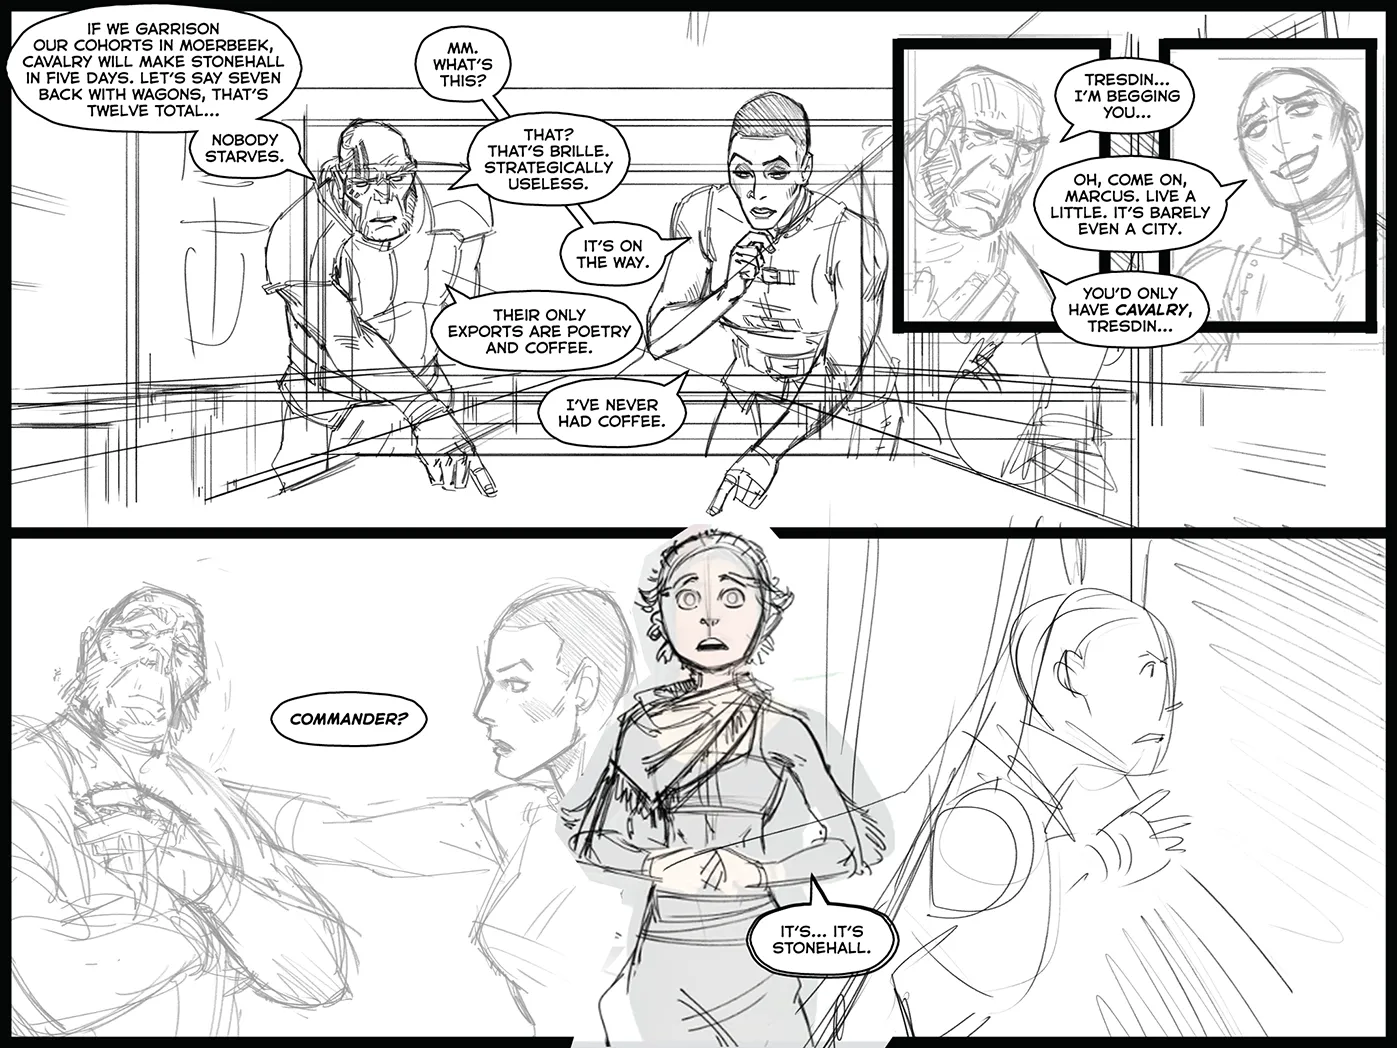 IF WE GARRISON
OUR COHORTS IN MOERBEEK,
CAVALRY WILL MAKE STONEHALL
IN FIVE DAYS. LET'S SAY SEVEN
BACK WITH WAGONS, THAT'S
TWELVE TOTAL...
NOBODY
STARVES.
MM.
WHAT'S
THIS?
THAT?
THAT'S BRILLE.
STRATEGICALLY
USELESS.
IT'S ON
THE WAY.
THEIR ONLY
EXPORTS ARE POETRY
AND COFFEE.
I'VE NEVER
HAD COFFEE.
TRESDIN...
I'M BEGGING
YOU...
OH, COME ON,
MARCUS. LIVE A
LITTLE. IT'S BARELY
EVEN A CITY.
YOU'D ONLY
HAVE CAVALRY,
TRESDIN...
COMMANDER?
IT'S... IT'S
STONEHALL.